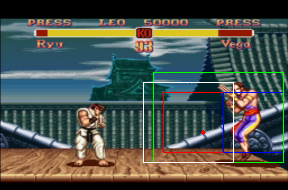 PRESS LEO 50000 PRESS
KO
Ryu 93 Vega